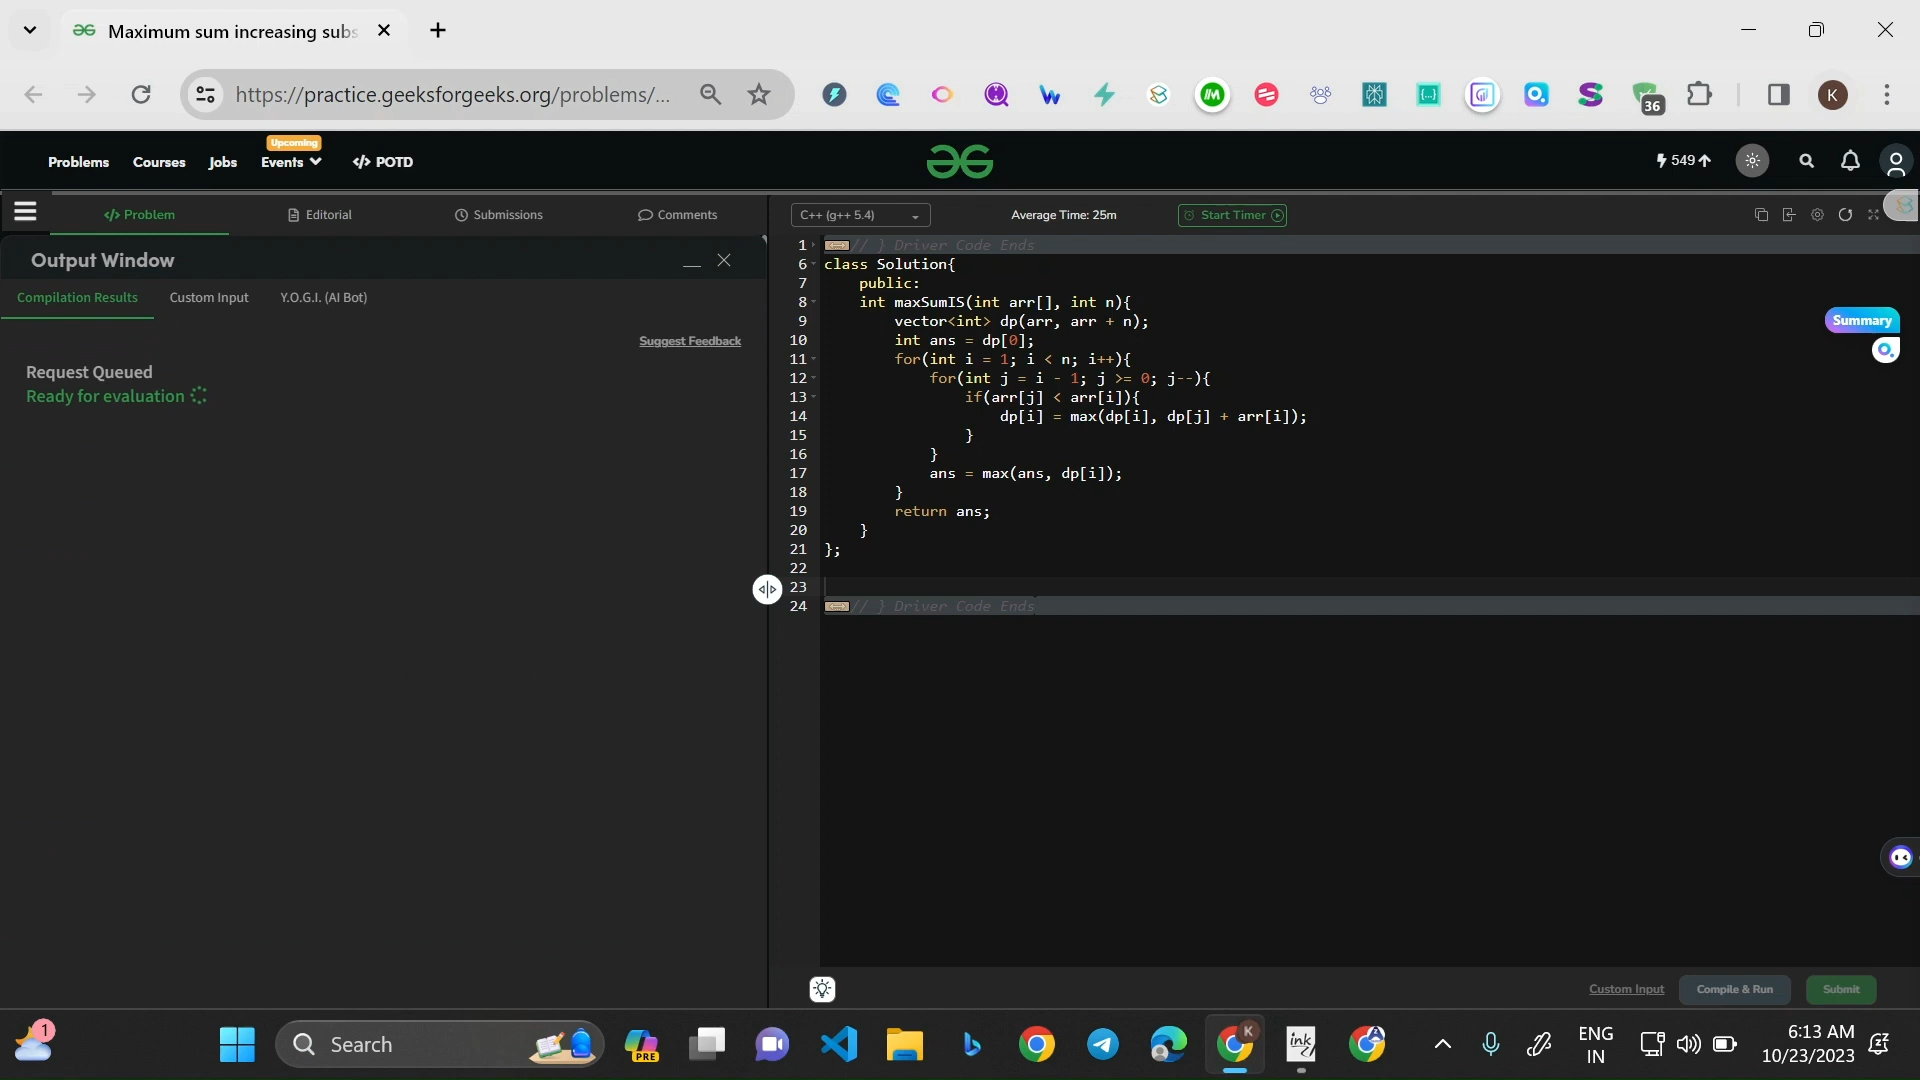 Maximum sum increasing subs
https://practice.geeksforgeeks.org/problems/...
36
K
Problems
Courses
Jobs
Upcoming
Events
</> POTD
549
</> Problem
Editorial
Submissions
Comments
C++ (g++ 5.4)
Average Time: 25m
Start Timer
Output Window
Compilation Results
Custom Input
Y.O.G.I. (AI Bot)
Suggest Feedback
Request Queued
Ready for evaluation
1 // } Driver Code Ends
6 class Solution{
7 public:
8 int maxSumIS(int arr[], int n){
9 vector<int> dp(arr, arr + n);
10 int ans = dp[0];
11 for(int i = 1; i < n; i++){
12 for(int j = i - 1; j >= 0; j--){
13 if(arr[j] < arr[i]){
14 dp[i] = max(dp[i], dp[j] + arr[i]);
15 }
16 }
17 ans = max(ans, dp[i]);
18 }
19 return ans;
20 }
21 };
22
23
24 // } Driver Code Ends
Summary
Custom Input
Compile & Run
Submit
1
Search
PRE
K
ink
ENG
IN
6:13 AM
10/23/2023